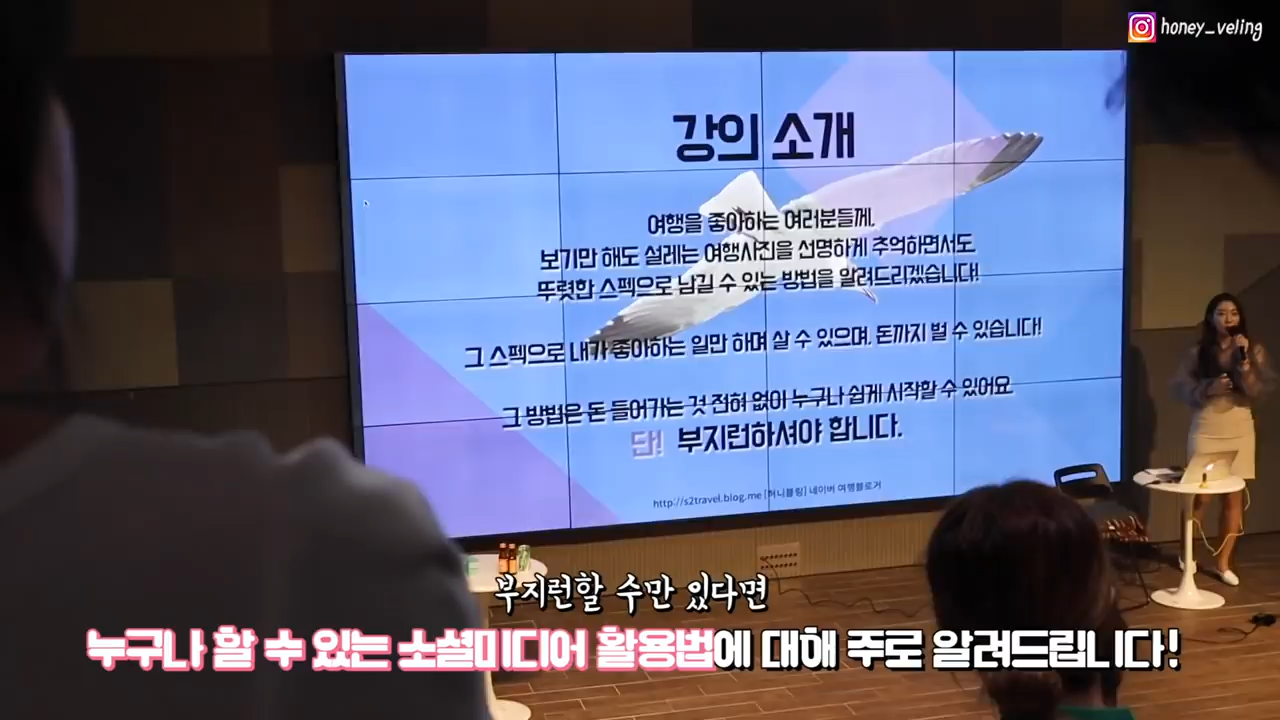 honey_veling
강의 소개
여행을 좋아하는 여러분들께,
보기만 해도 설레는 여행사진을 선명하게 추억하면서도
뚜렷한 스펙으로 남길 수 있는 방법을 알려드리겠습니다!
그 스펙으로 내가 좋아하는 일만 하며 살 수 있으며, 돈까지 벌 수 있습니다!
그 방법은 돈 들어가는 것 전혀 없이 누구나 쉽게 시작할 수 있어요
단! 부지런하셔야 합니다.
http://s2travel.blog.me [허니블링] 네이버 여행블로거
부지런할 수만 있다면
누구나 할 수 있는 소셜미디어 활용법에 대해 주로 알려드립니다!